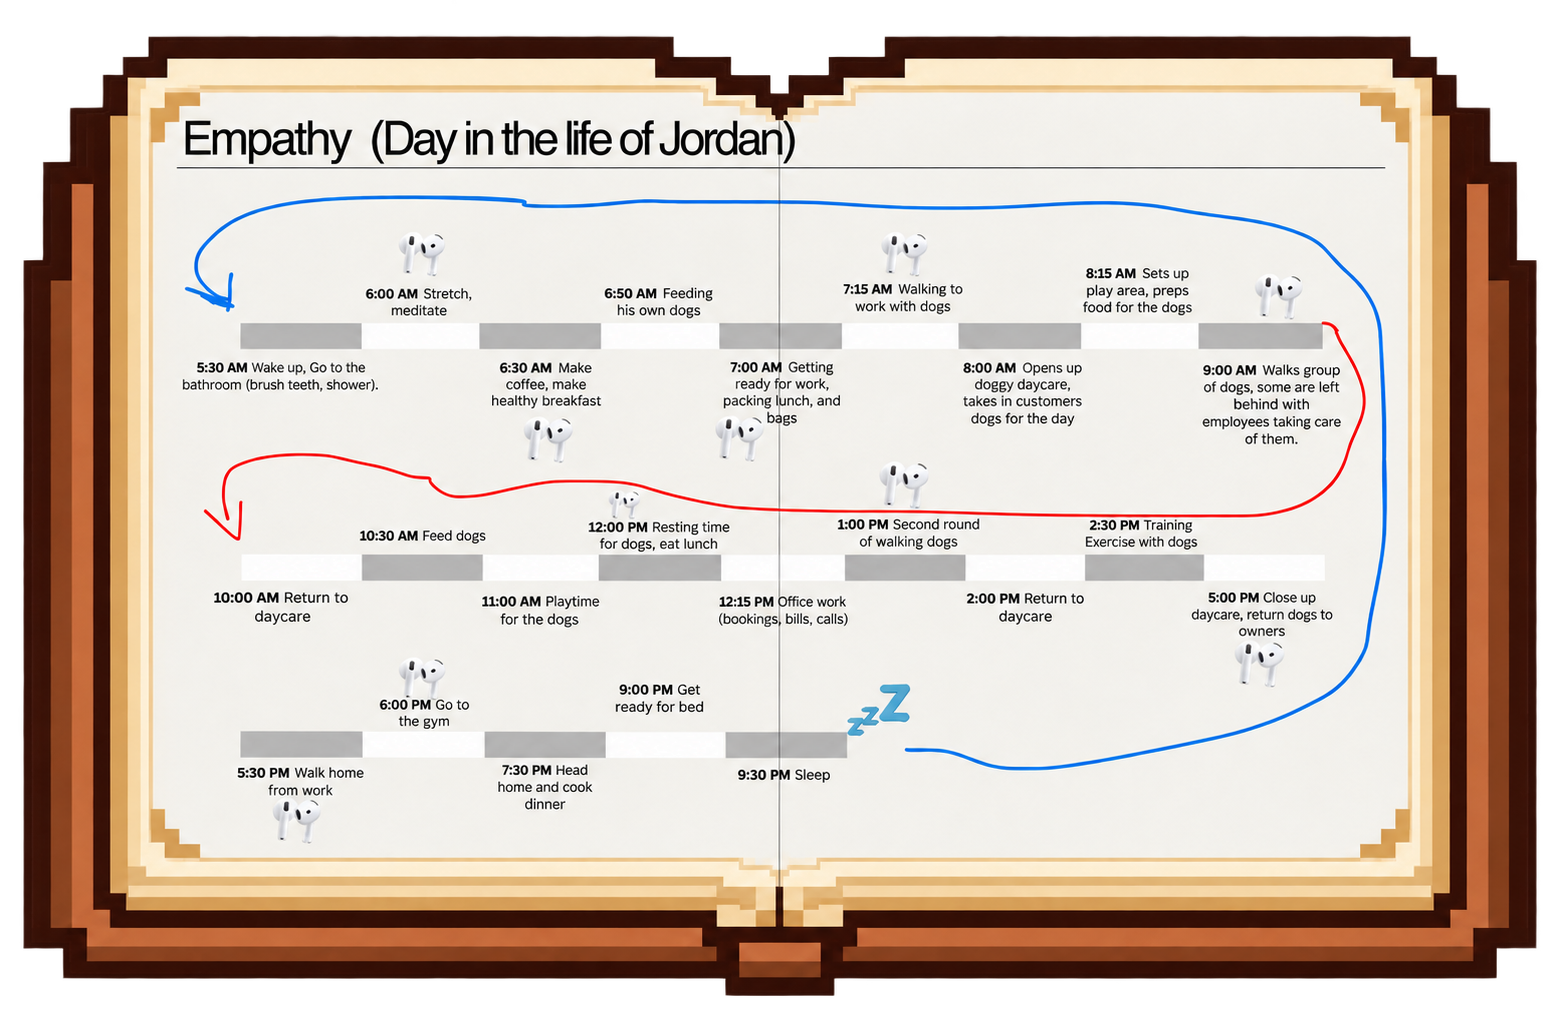 Empathy (Day in the life of Jordan)
6:00 AM Stretch,
meditate
6:50 AM Feeding
his own dogs
7:15 AM Walking to
work with dogs
8:15 AM Sets up
play area, preps
food for the dogs
5:30 AM Wake up, Go to the
bathroom (brush teeth, shower).
6:30 AM Make
coffee, make
healthy breakfast
7:00 AM Getting
ready for work,
packing lunch, and
bags
8:00 AM Opens up
doggy daycare,
takes in customers
dogs for the day
9:00 AM Walks group
of dogs, some are left
behind with
employees taking care
of them.
10:30 AM Feed dogs
12:00 PM Resting time
for dogs, eat lunch
1:00 PM Second round
of walking dogs
2:30 PM Training
Exercise with dogs
10:00 AM Return to
daycare
11:00 AM Playtime
for the dogs
12:15 PM Office work
(bookings, bills, calls)
2:00 PM Return to
daycare
5:00 PM Close up
daycare, return dogs to
owners
6:00 PM Go to
the gym
9:00 PM Get
ready for bed
zzZ
5:30 PM Walk home
from work
7:30 PM Head
home and cook
dinner
9:30 PM Sleep